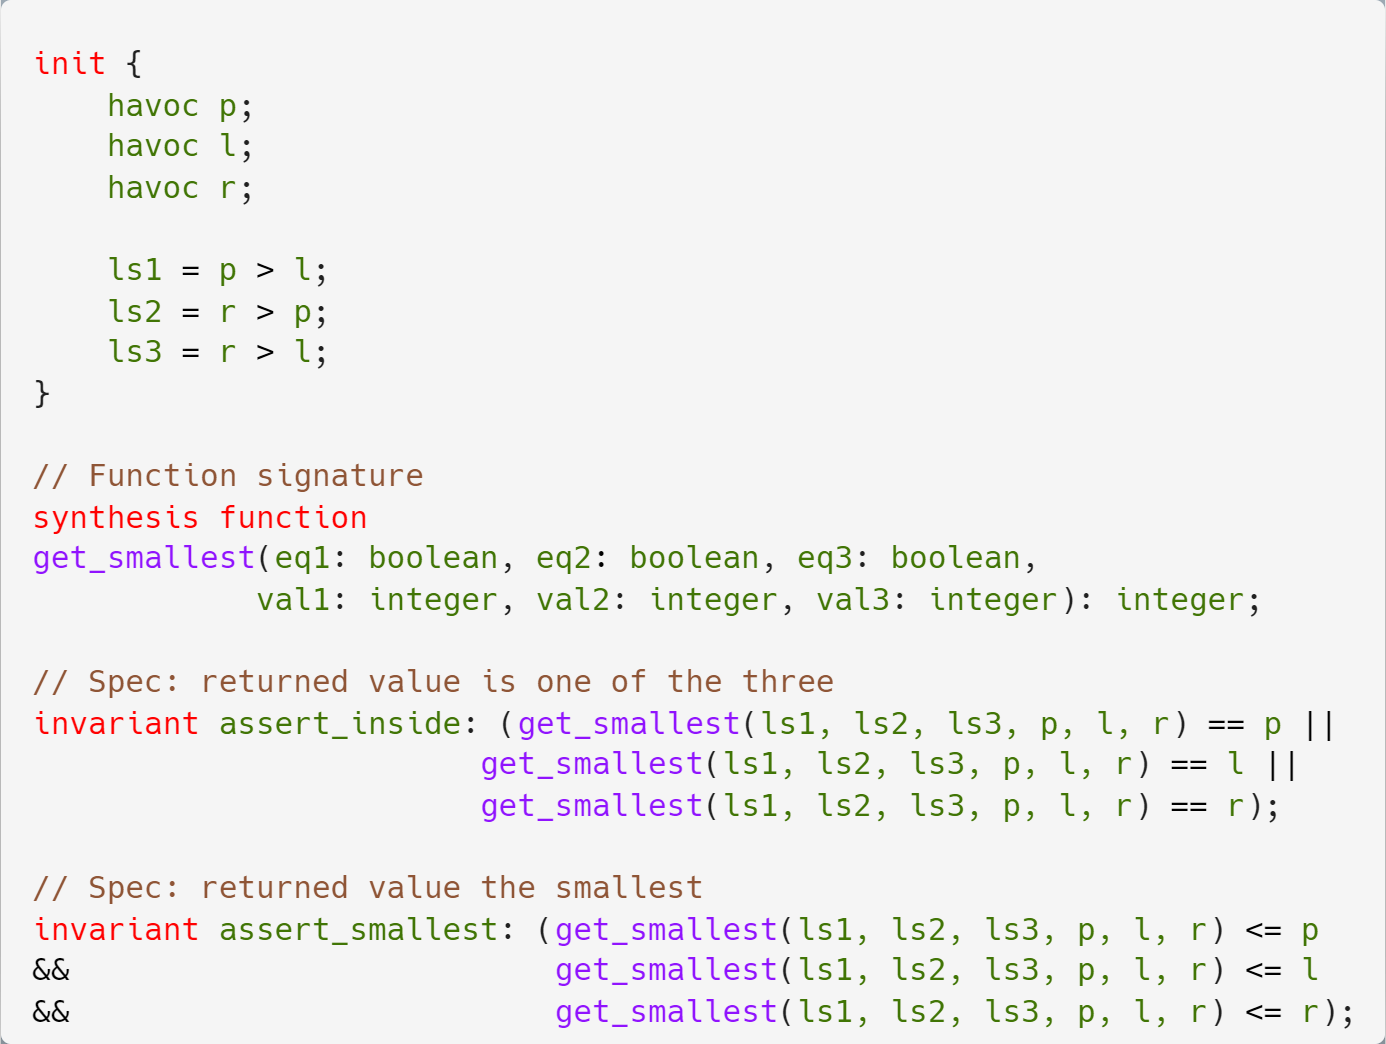 init {
    havoc p;
    havoc l;
    havoc r;

    ls1 = p > l;
    ls2 = r > p;
    ls3 = r > l;
}

// Function signature
synthesis function
get_smallest(eq1: boolean, eq2: boolean, eq3: boolean,
            val1: integer, val2: integer, val3: integer): integer;

// Spec: returned value is one of the three
invariant assert_inside: (get_smallest(ls1, ls2, ls3, p, l, r) == p ||
                        get_smallest(ls1, ls2, ls3, p, l, r) == l ||
                        get_smallest(ls1, ls2, ls3, p, l, r) == r);

// Spec: returned value the smallest
invariant assert_smallest: (get_smallest(ls1, ls2, ls3, p, l, r) <= p
&&                          get_smallest(ls1, ls2, ls3, p, l, r) <= l
&&                          get_smallest(ls1, ls2, ls3, p, l, r) <= r);